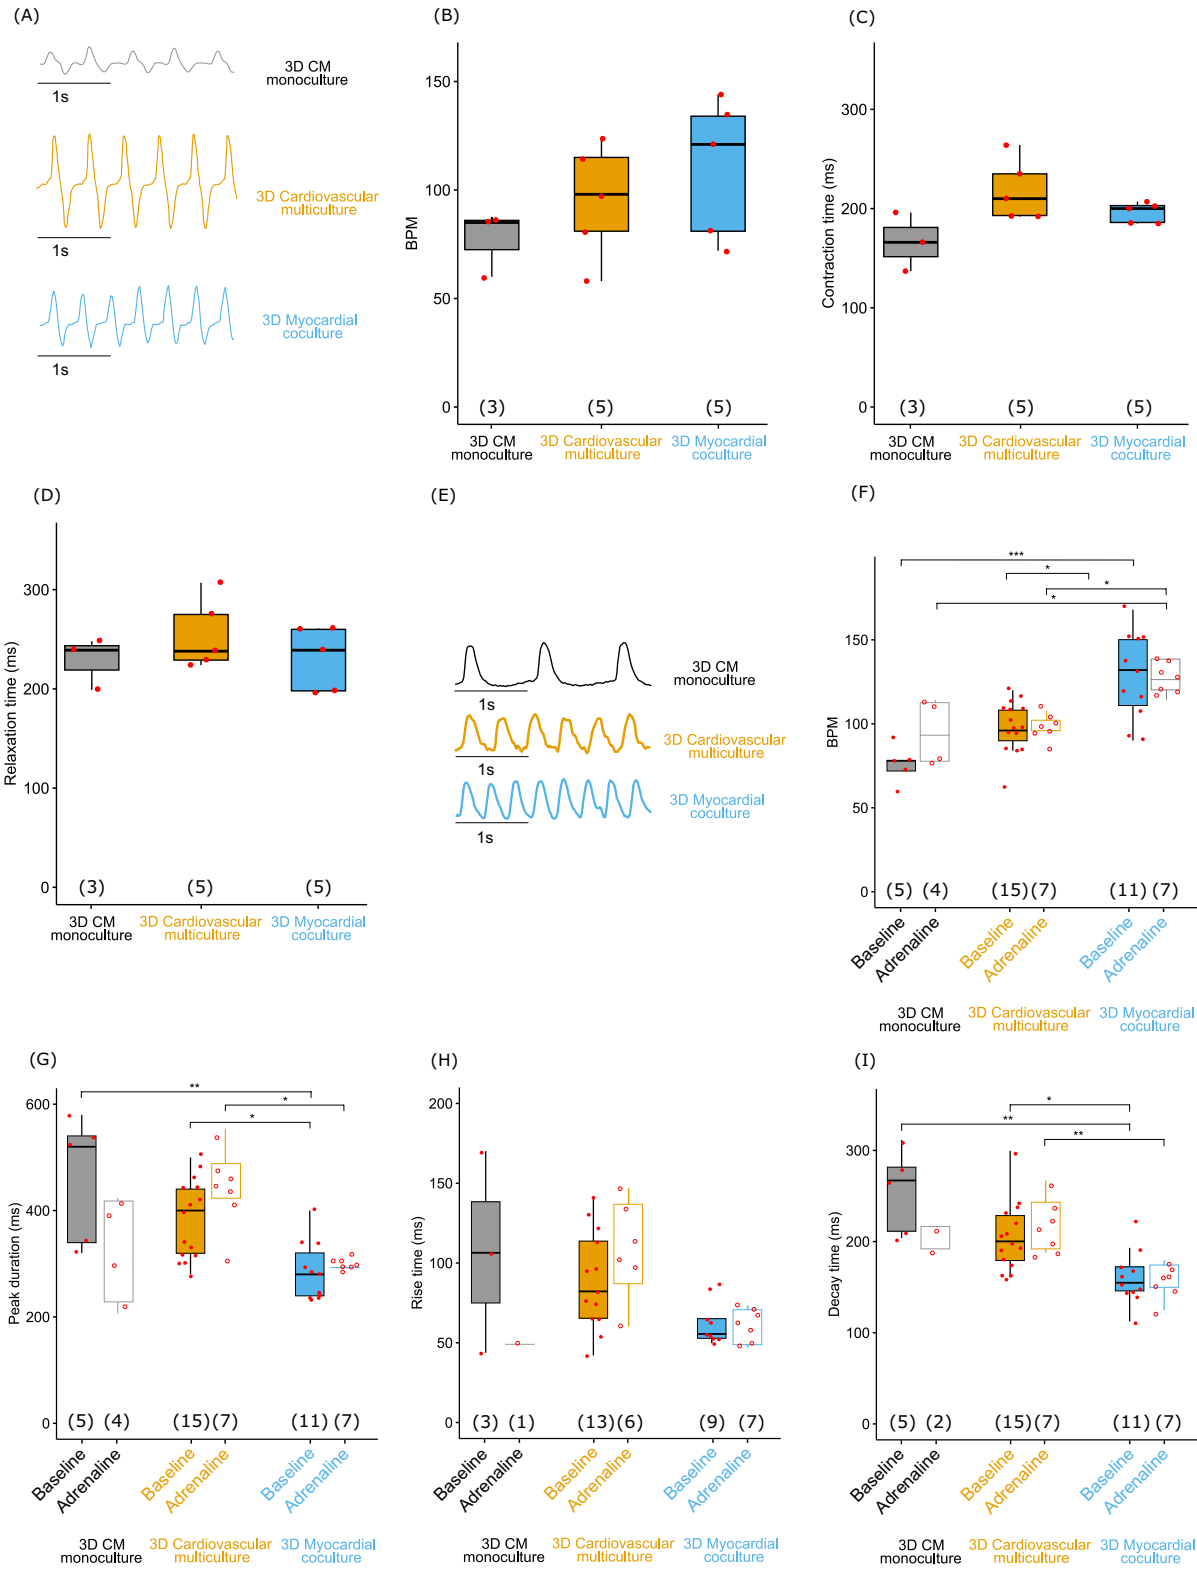 (A)
3D CM
monoculture
1s
3D Cardiovascular
multiculture
1s
3D Myocardial
coculture
1s
(B)
BPM
150
100
50
0
(3)
(5)
(5)
3D CM
monoculture
3D Cardiovascular
multiculture
3D Myocardial
coculture
(C)
Contraction time (ms)
300
200
100
0
(3)
(5)
(5)
3D CM
monoculture
3D Cardiovascular
multiculture
3D Myocardial
coculture
(D)
Relaxation time (ms)
300
200
100
0
(3)
(5)
(5)
3D CM
monoculture
3D Cardiovascular
multiculture
3D Myocardial
coculture
(E)
3D CM
monoculture
1s
3D Cardiovascular
multiculture
1s
3D Myocardial
coculture
1s
(F)
***
*
*
*
BPM
150
100
50
0
(5)
(4)
(15)
(7)
(11)
(7)
Baseline
Adrenaline
Baseline
Adrenaline
Baseline
Adrenaline
3D CM
monoculture
3D Cardiovascular
multiculture
3D Myocardial
coculture
(G)
**
*
*
Peak duration (ms)
600
400
200
0
(5)
(4)
(15)
(7)
(11)
(7)
Baseline
Adrenaline
Baseline
Adrenaline
Baseline
Adrenaline
3D CM
monoculture
3D Cardiovascular
multiculture
3D Myocardial
coculture
(H)
Rise time (ms)
200
150
100
50
0
(3)
(1)
(13)
(6)
(9)
(7)
Baseline
Adrenaline
Baseline
Adrenaline
Baseline
Adrenaline
3D CM
monoculture
3D Cardiovascular
multiculture
3D Myocardial
coculture
(I)
*
**
**
Decay time (ms)
300
200
100
0
(5)
(2)
(15)
(7)
(11)
(7)
Baseline
Adrenaline
Baseline
Adrenaline
Baseline
Adrenaline
3D CM
monoculture
3D Cardiovascular
multiculture
3D Myocardial
coculture